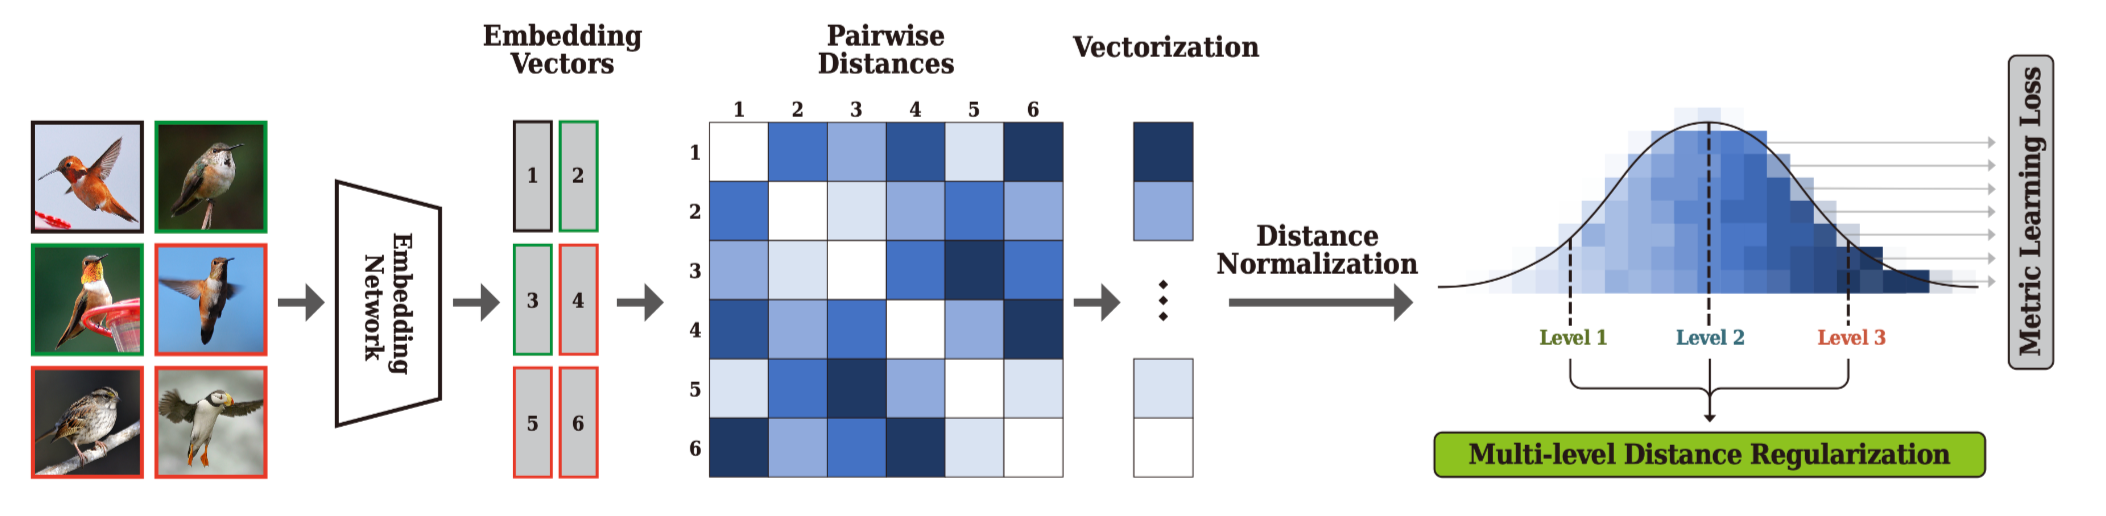 Embedding
Vectors
Pairwise
Distances
Vectorization
1 2 3 4 5 6
1
2
3
4
5
6
Embedding
Network
1 2
3 4
5 6
Distance
Normalization
Level 1 Level 2 Level 3
Multi-level Distance Regularization
Metric Learning Loss